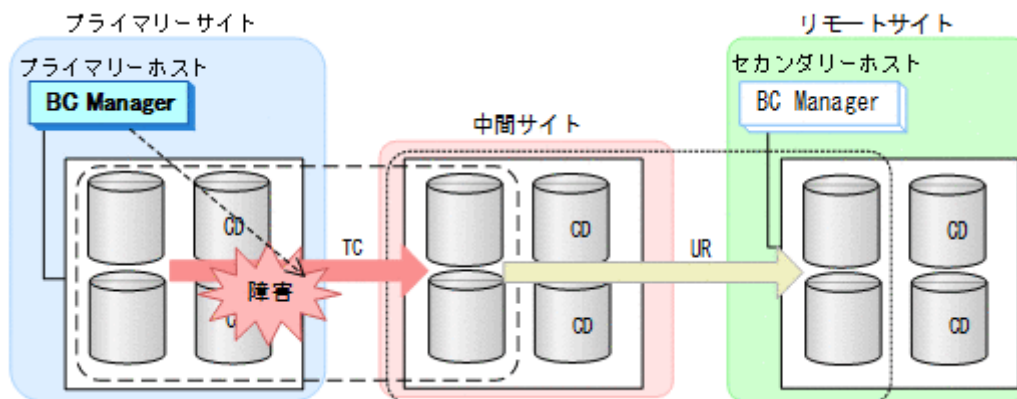 プライマリーサイト
リモートサイト
プライマリーホスト
BC Manager
セカンダリーホスト
BC Manager
中間サイト
CD
CD
CD
TC
UR
障害
CD
CD